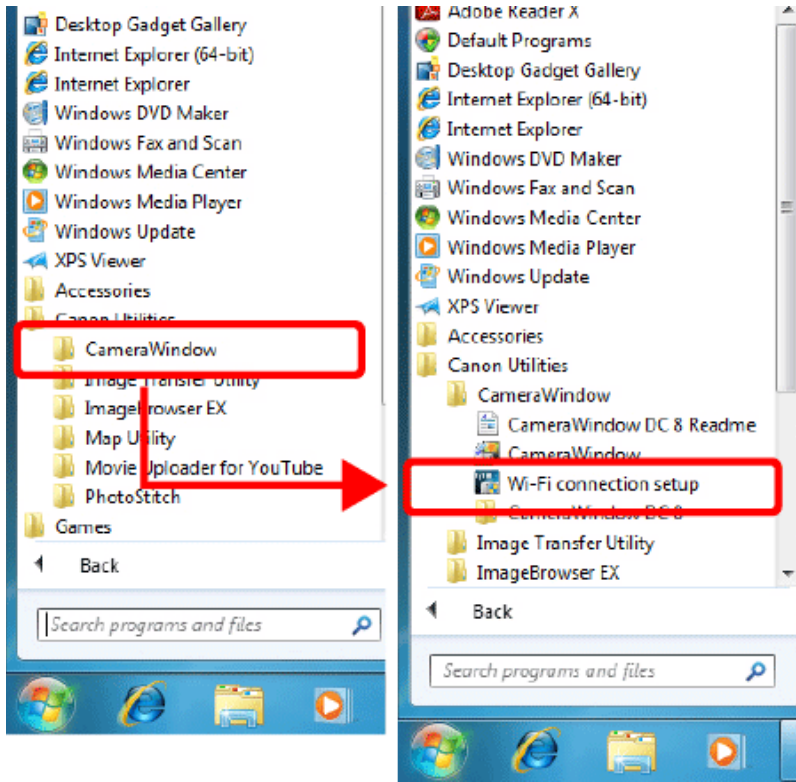 Desktop Gadget Gallery
Internet Explorer (64-bit)
Internet Explorer
Windows DVD Maker
Windows Fax and Scan
Windows Media Center
Windows Media Player
Windows Update
XPS Viewer
Accessories
Canon Utilities
CameraWindow
Image Transfer Utility
ImageBrowser EX
Map Utility
Movie Uploader for YouTube
PhotoStitch
Games
Back
Search programs and files
Adobe Reader X
Default Programs
Desktop Gadget Gallery
Internet Explorer (64-bit)
Internet Explorer
Windows DVD Maker
Windows Fax and Scan
Windows Media Center
Windows Media Player
Windows Update
XPS Viewer
Accessories
Canon Utilities
CameraWindow
CameraWindow DC 8 Readme
CameraWindow
Wi-Fi connection setup
CameraWindow DC 8
Image Transfer Utility
ImageBrowser EX
Back
Search programs and files